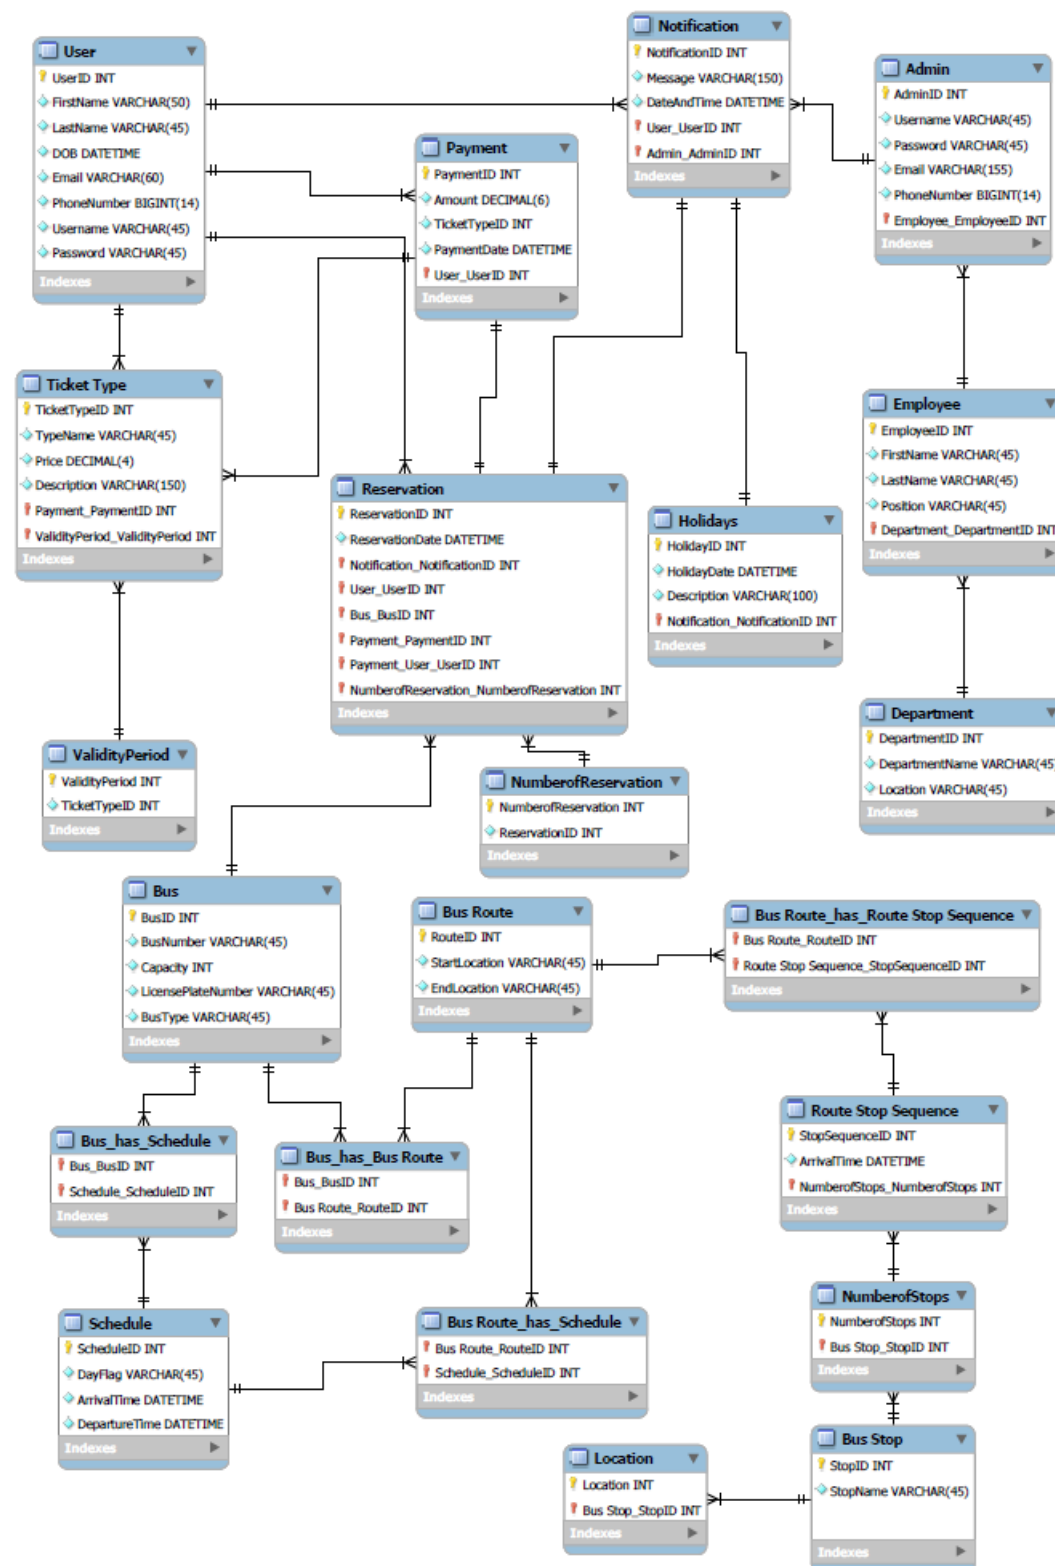 User
UserID INT
FirstName VARCHAR(50)
LastName VARCHAR(45)
DOB DATETIME
Email VARCHAR(60)
PhoneNumber BIGINT(14)
Username VARCHAR(45)
Password VARCHAR(45)
Indexes
Notification
NotificationID INT
Message VARCHAR(150)
DateAndTime DATETIME
User_UserID INT
Admin_AdminID INT
Indexes
Admin
AdminID INT
Username VARCHAR(45)
Password VARCHAR(45)
Email VARCHAR(155)
PhoneNumber BIGINT(14)
Employee_EmployeeID INT
Indexes
Payment
PaymentID INT
Amount DECIMAL(6)
TicketTypeID INT
PaymentDate DATETIME
User_UserID INT
Indexes
Ticket Type
TicketTypeID INT
TypeName VARCHAR(45)
Price DECIMAL(4)
Description VARCHAR(150)
Payment_PaymentID INT
ValidityPeriod_ValidityPeriod INT
Indexes
Reservation
ReservationID INT
ReservationDate DATETIME
Notification_NotificationID INT
User_UserID INT
Bus_BusID INT
Payment_PaymentID INT
Payment_User_UserID INT
NumberofReservation_NumberofReservation INT
Indexes
Holidays
HolidayID INT
HolidayDate DATETIME
Description VARCHAR(100)
Notification_NotificationID INT
Indexes
Employee
EmployeeID INT
FirstName VARCHAR(45)
LastName VARCHAR(45)
Position VARCHAR(45)
Department_DepartmentID INT
Indexes
ValidityPeriod
ValidityPeriod INT
TicketTypeID INT
Indexes
NumberofReservation
NumberofReservation INT
ReservationID INT
Indexes
Department
DepartmentID INT
DepartmentName VARCHAR(45)
Location VARCHAR(45)
Indexes
Bus
BusID INT
BusNumber VARCHAR(45)
Capacity INT
LicensePlateNumber VARCHAR(45)
BusType VARCHAR(45)
Indexes
Bus Route
RouteID INT
StartLocation VARCHAR(45)
EndLocation VARCHAR(45)
Indexes
Bus Route_has_Route Stop Sequence
Bus Route_RouteID INT
Route Stop Sequence_StopSequenceID INT
Indexes
Bus_has_Schedule
Bus_BusID INT
Schedule_ScheduleID INT
Indexes
Bus_has_Bus Route
Bus_BusID INT
Bus Route_RouteID INT
Indexes
Route Stop Sequence
StopSequenceID INT
ArrivalTime DATETIME
NumberofStops_NumberofStops INT
Indexes
Schedule
ScheduleID INT
DayFlag VARCHAR(45)
ArrivalTime DATETIME
DepartureTime DATETIME
Indexes
Bus Route_has_Schedule
Bus Route_RouteID INT
Schedule_ScheduleID INT
Indexes
NumberofStops
NumberofStops INT
Bus Stop_StopID INT
Indexes
Location
Location INT
Bus Stop_StopID INT
Indexes
Bus Stop
StopID INT
StopName VARCHAR(45)
Indexes